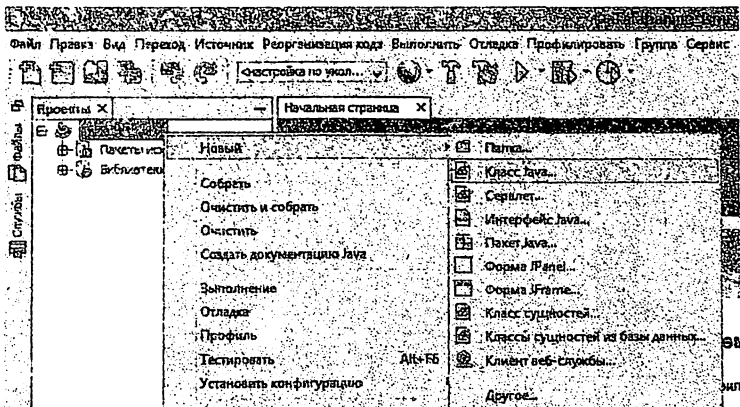 Файл Правка Вид Переход Источник Реорганизация кода Выполнить Отладка Профилировать Группа Сервис
<настройка по умол...
Проекты × Начальная страница ×
Файлы
Службы
Пакеты
Библиотеки
Новый
Собрать
Очистить и собрать
Очистить
Создать документацию Java
Выполнение
Отладка
Профиль
Тестировать Alt+F6
Установить конфигурацию
Папка...
Класс Java...
Сервлет...
Интерфейс Java...
Пакет Java...
Форма JPanel...
Форма JFrame...
Класс сущностей...
Классы сущностей из базы данных...
Клиент веб-службы...
Другое...